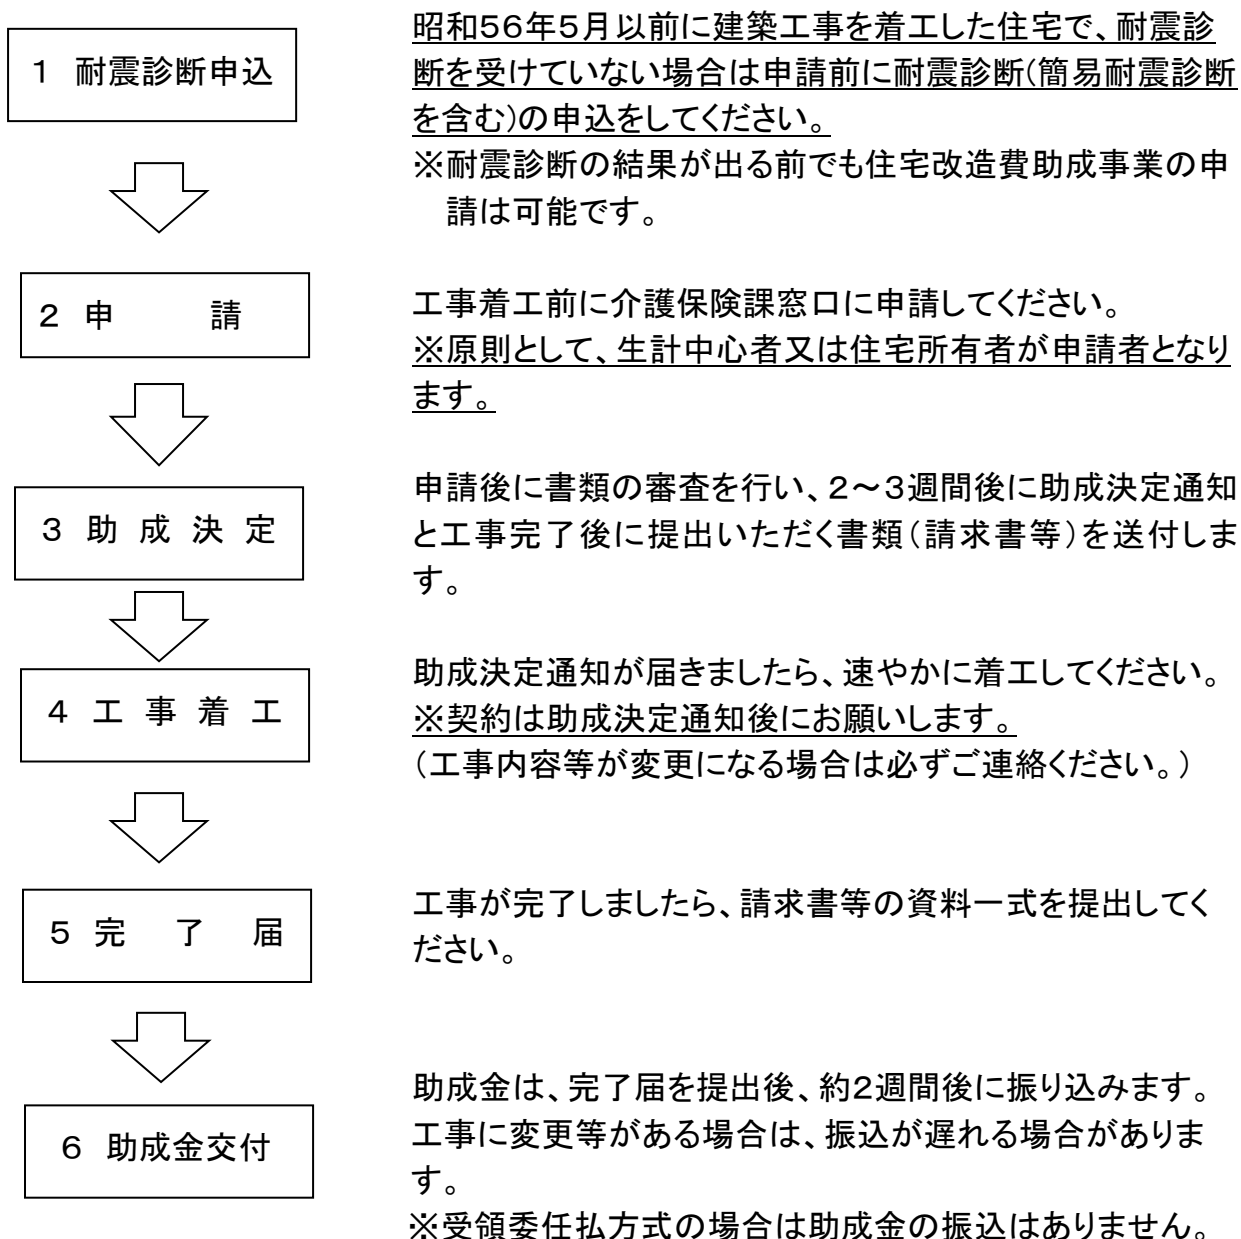 １ 耐震診断申込
昭和５６年５月以前に建築工事を着工した住宅で、耐震診
断を受けていない場合は申請前に耐震診断(簡易耐震診断
を含む)の申込をしてください。
※耐震診断の結果が出る前でも住宅改造費助成事業の申
請は可能です。
２ 申 請
工事着工前に介護保険課窓口に申請してください。
※原則として、生計中心者又は住宅所有者が申請者となり
ます。
３ 助 成 決 定
申請後に書類の審査を行い、２～３週間後に助成決定通知
と工事完了後に提出いただく書類（請求書等）を送付しま
す。
４ 工 事 着 工
助成決定通知が届きましたら、速やかに着工してください。
※契約は助成決定通知後にお願いします。
（工事内容等が変更になる場合は必ずご連絡ください。）
５ 完 了 届
工事が完了しましたら、請求書等の資料一式を提出してく
ださい。
６ 助成金交付
助成金は、完了届を提出後、約２週間後に振り込みます。
工事に変更等がある場合は、振込が遅れる場合がありま
す。
※受領委任払方式の場合は助成金の振込はありません。